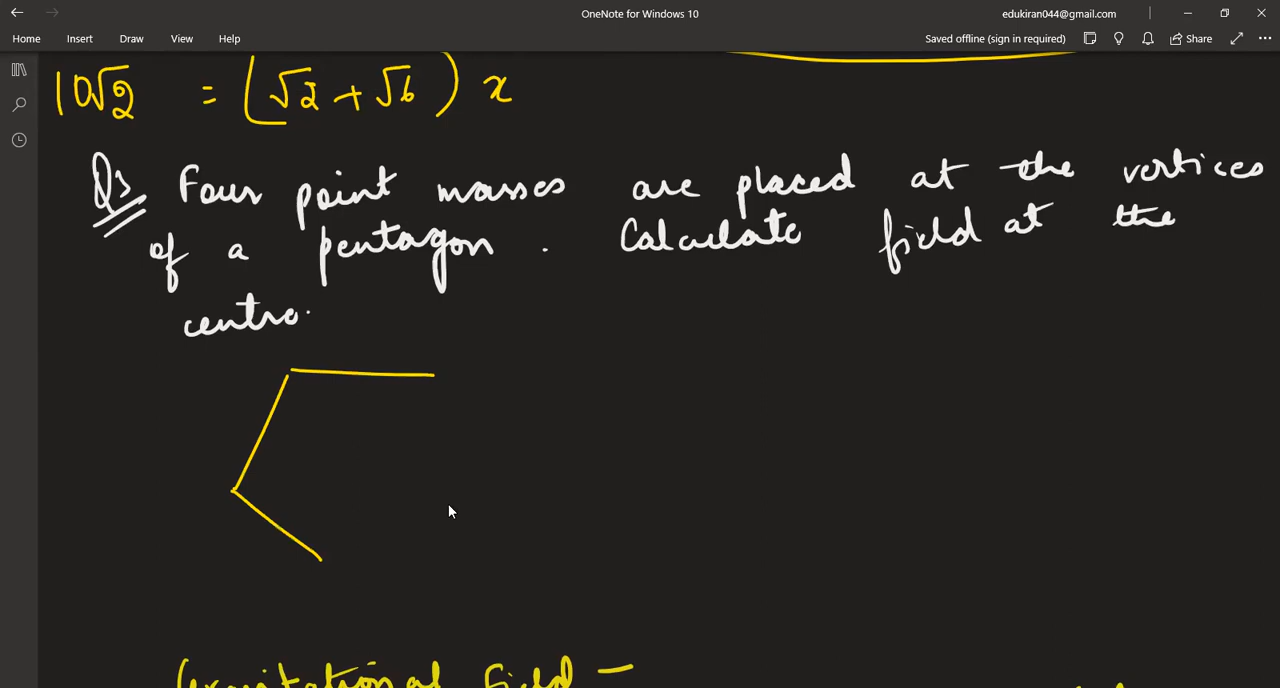 OneNote for Windows 10
edukiran044@gmail.com
Home Insert Draw View Help
Saved offline (sign in required)
Share
10√2 = (√2 + √6) x
Q3 Four point masses are placed at the vertices
of a pentagon. Calculate field at the
centre.
Gravitational field -